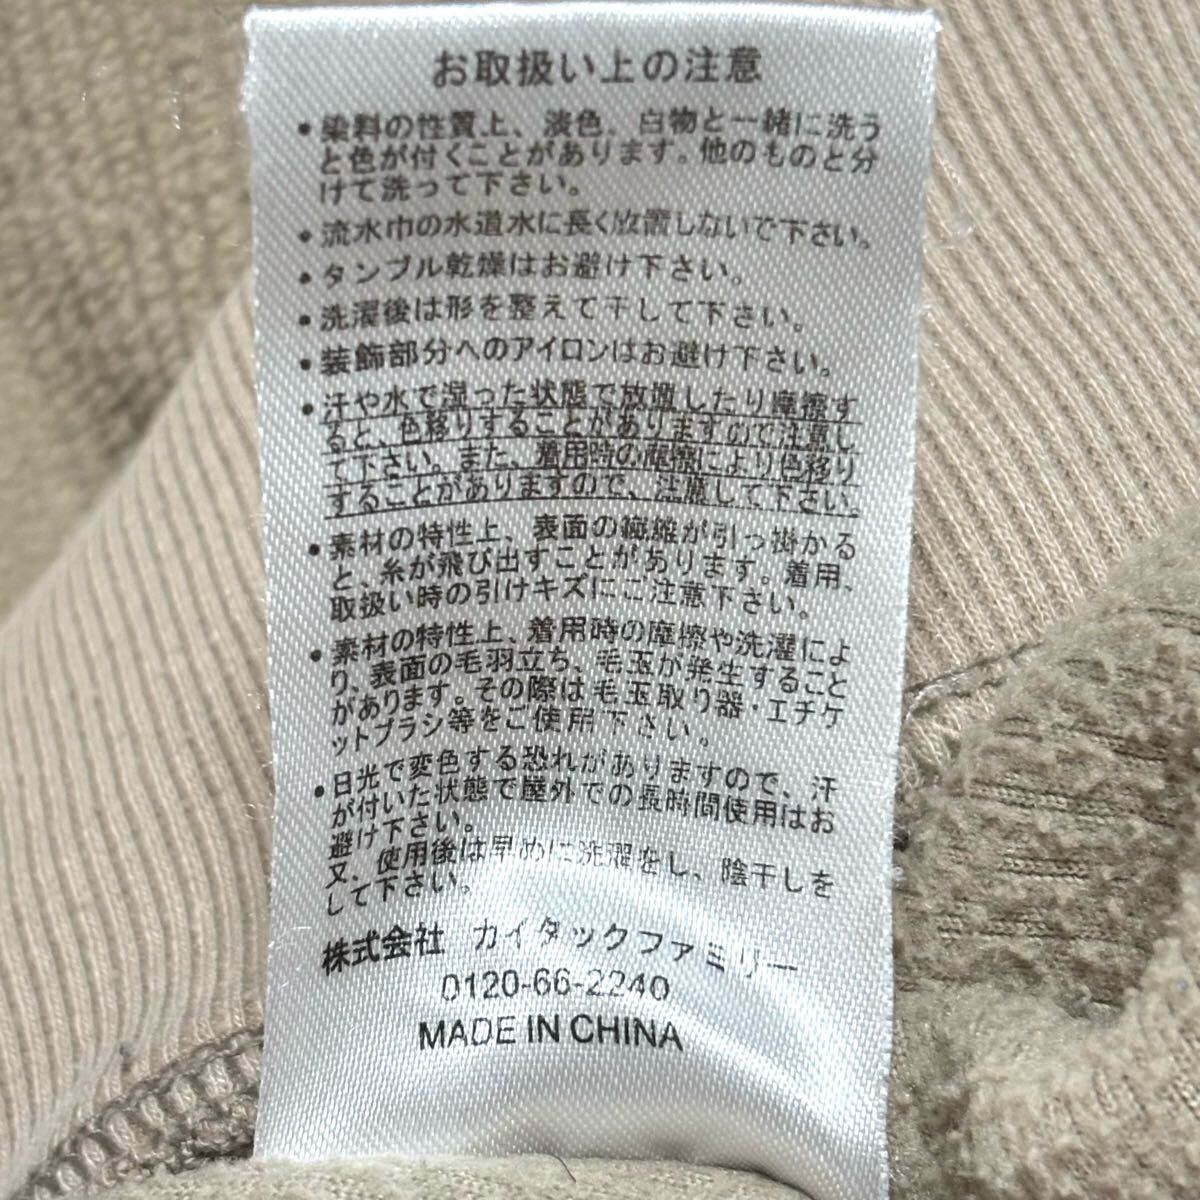 お取扱い上の注意
・染料の性質上、淡色、白物と一緒に洗う
と色が付くことがあります。他のものと分
けて洗って下さい。
・流水巾の水道水に長く放置しないで下さい。
・タンブル乾燥はお避け下さい。
・洗濯後は形を整えて干して下さい。
・装飾部分へのアイロンはお避け下さい。
・汗や水で湿った状態で放置したり摩擦す
ると、色移りすることがありますので注意し
て下さい。また、着用時の摩擦により色移り
することがありますので、注意して下さい。
・素材の特性上、表面の繊維が引っ掛かる
と、糸が飛び出すことがあります。着用、
取扱い時の引けキズにご注意下さい。
・素材の特性上、着用時の摩擦や洗濯によ
り、表面の毛羽立ち、毛玉が発生すること
があります。その際は毛玉取り器・エチケ
ットブラシ等をご使用下さい。
・日光で変色する恐れがありますので、汗
が付いた状態で屋外での長時間使用はお
避け下さい。
又、使用後は早めに洗濯をし、陰干しを
して下さい。
株式会社 カイタックファミリー
0120-66-2240
MADE IN CHINA